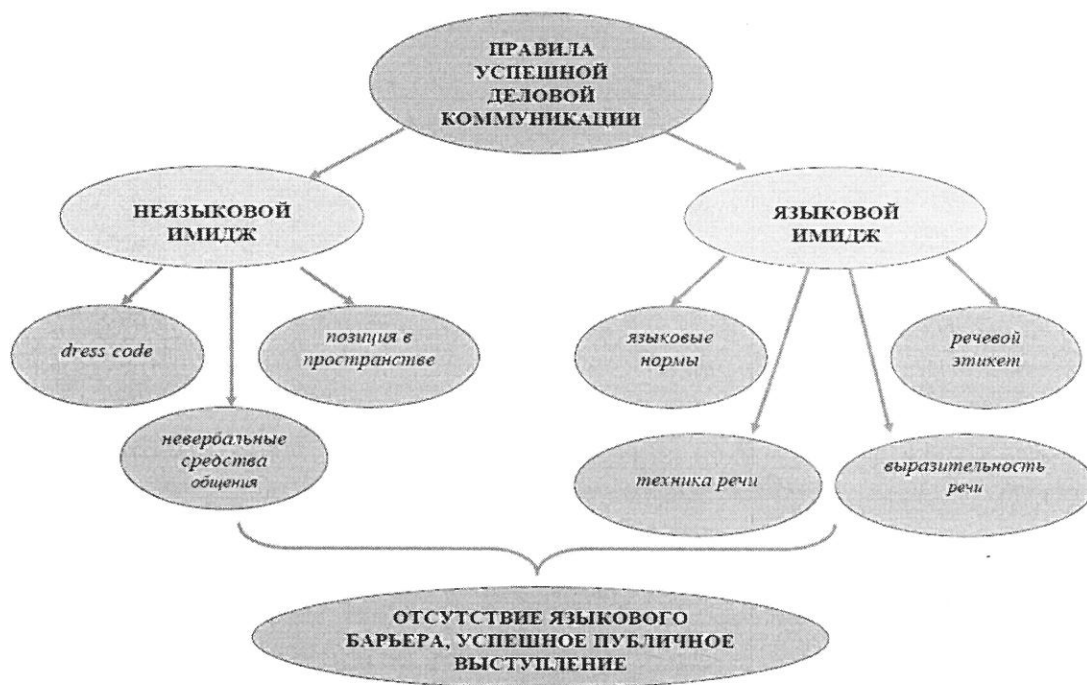 ПРАВИЛА
УСПЕШНОЙ
ДЕЛОВОЙ
КОММУНИКАЦИИ
НЕЯЗЫКОВОЙ
ИМИДЖ
ЯЗЫКОВОЙ
ИМИДЖ
dress code
позиция в
пространстве
языковые
нормы
речевой
этикет
невербальные
средства
общения
техника речи
выразительность
речи
ОТСУТСТВИЕ ЯЗЫКОВОГО
БАРЬЕРА, УСПЕШНОЕ ПУБЛИЧНОЕ
ВЫСТУПЛЕНИЕ